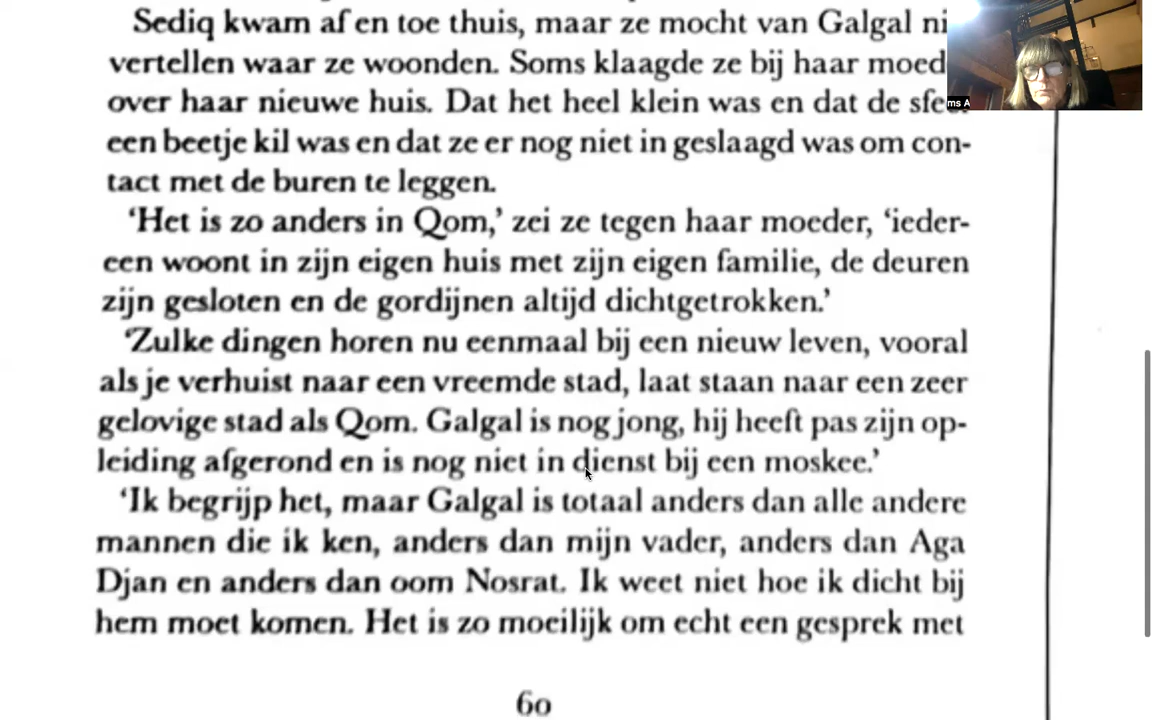 Sediq kwam af en toe thuis, maar ze mocht van Galgal
vertellen waar ze woonden. Soms klaagde ze bij haar
over haar nieuwe huis. Dat het heel klein was en dat de
een beetje kil was en dat ze er nog niet in geslaagd was om con-
tact met de buren te leggen.
‘Het is zo anders in Qom,’ zei ze tegen haar moeder, ‘ieder-
een woont in zijn eigen huis met zijn eigen familie, de deuren
zijn gesloten en de gordijnen altijd dichtgetrokken.’
‘Zulke dingen horen nu eenmaal bij een nieuw leven, vooral
als je verhuist naar een vreemde stad, laat staan naar een zeer
gelovige stad als Qom. Galgal is nog jong, hij heeft pas zijn op-
leiding afgerond en is nog niet in dienst bij een moskee.’
‘Ik begrijp het, maar Galgal is totaal anders dan alle andere
mannen die ik ken, anders dan mijn vader, anders dan Aga
Djan en anders dan oom Nosrat. Ik weet niet hoe ik dicht bij
hem moet komen. Het is zo moeilijk om echt een gesprek met
60
ms A